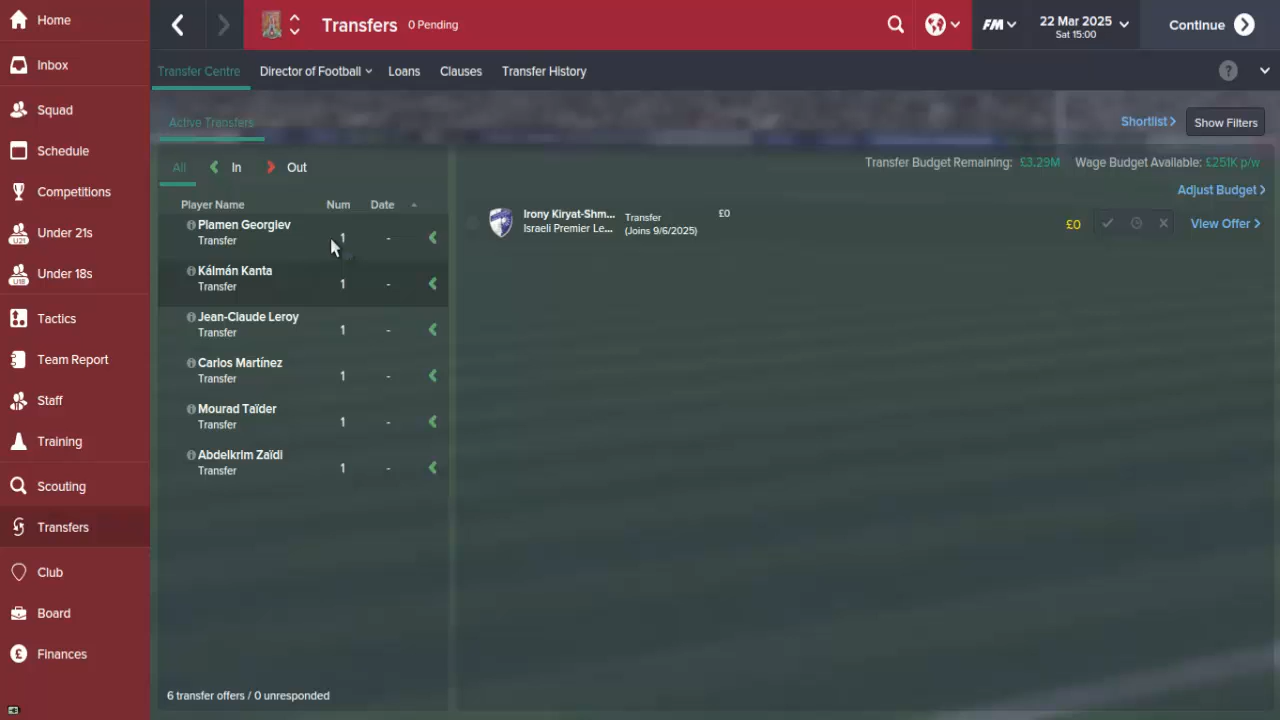 Home
Inbox
Squad
Schedule
Competitions
U21
Under 21s
U18
Under 18s
Tactics
Team Report
Staff
Training
Scouting
Transfers
Club
Board
Finances
Transfers 0 Pending
FM
22 Mar 2025
Sat 15:00
Continue
Transfer Centre Director of Football Loans Clauses Transfer History
?
Active Transfers
Shortlist > Show Filters
All In Out
Transfer Budget Remaining: £3.29M Wage Budget Available: £251K p/w
Adjust Budget >
Player Name Num Date
Plamen Georgiev
Transfer 1 -
Kálmán Kanta
Transfer 1 -
Jean-Claude Leroy
Transfer 1 -
Carlos Martínez
Transfer 1 -
Mourad Taïder
Transfer 1 -
Abdelkrim Zaïdi
Transfer 1 -
Irony Kiryat-Shm...
Israeli Premier Le...
Transfer
(Joins 9/6/2025)
£0
£0
View Offer >
6 transfer offers / 0 unresponded